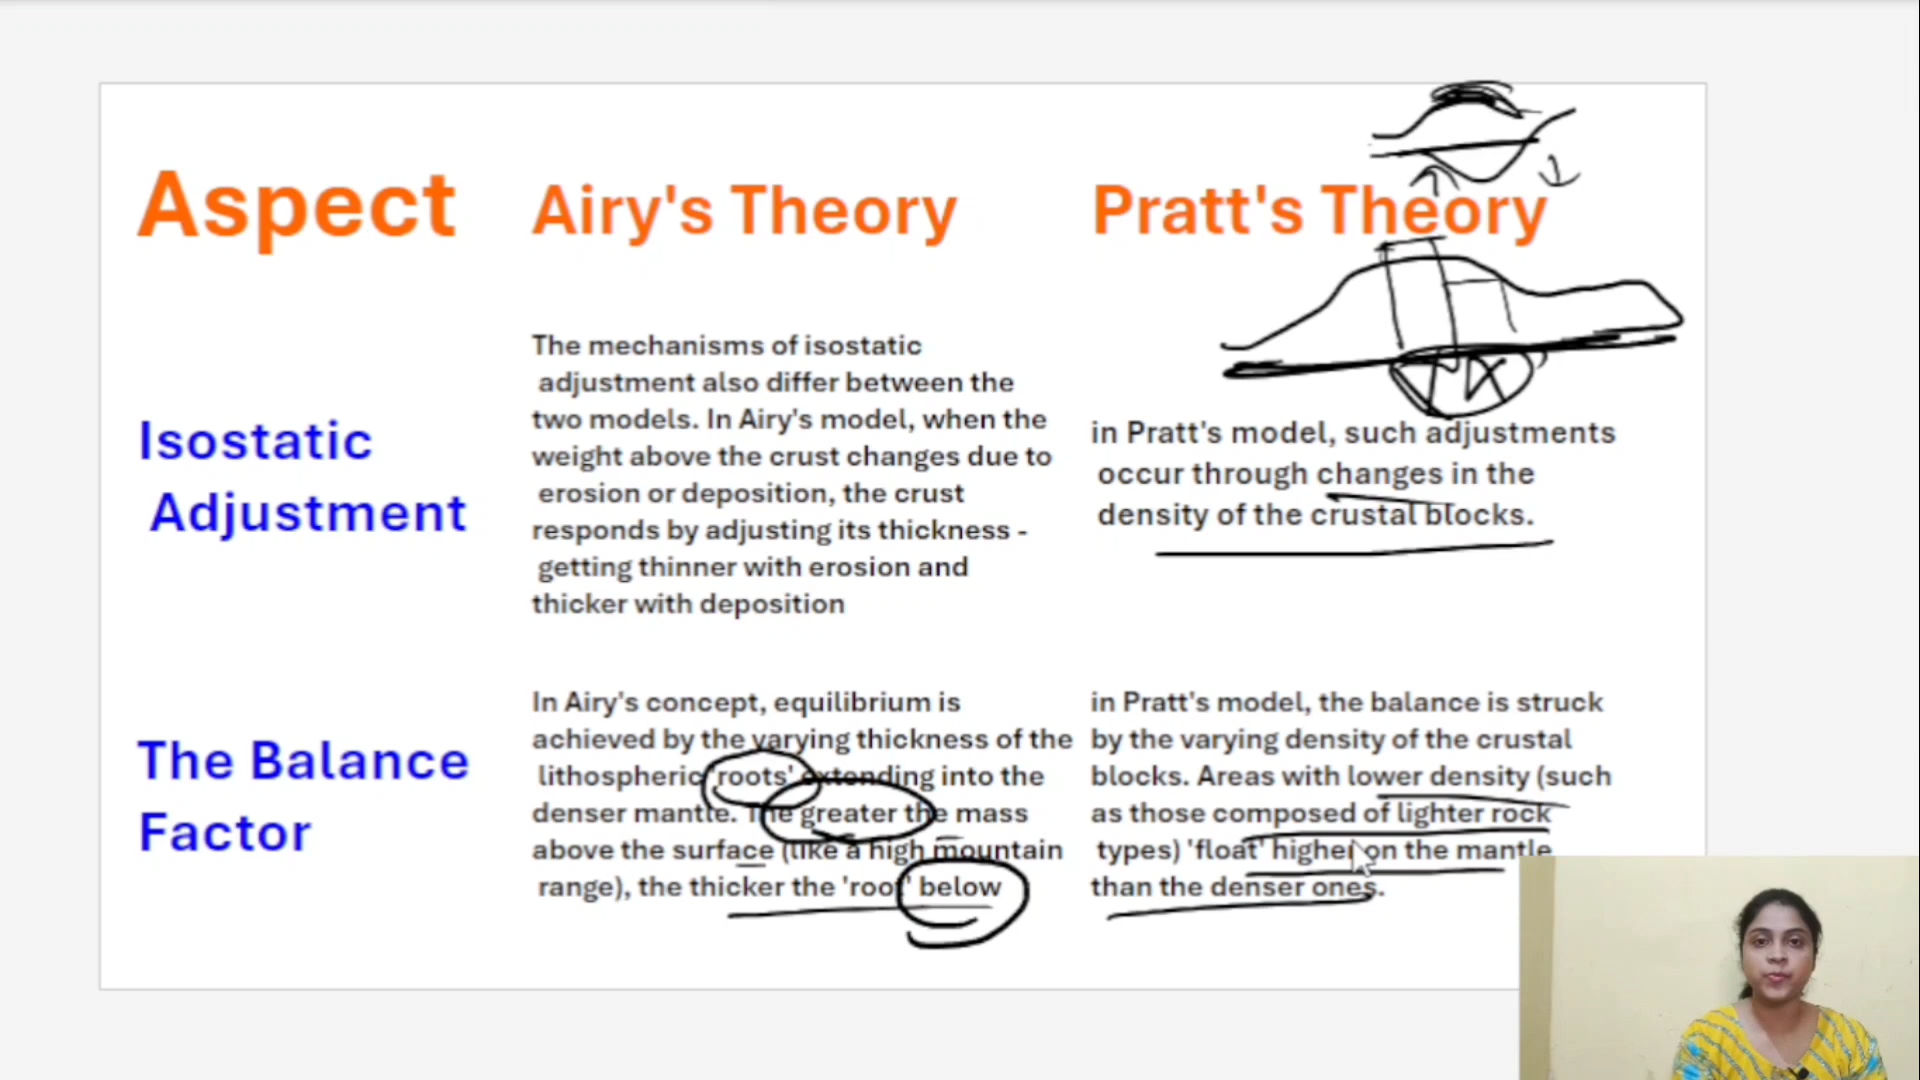 Aspect
Airy's Theory
Pratt's Theory
Isostatic
Adjustment
The mechanisms of isostatic
adjustment also differ between the
two models. In Airy's model, when the
weight above the crust changes due to
erosion or deposition, the crust
responds by adjusting its thickness -
getting thinner with erosion and
thicker with deposition
in Pratt's model, such adjustments
occur through changes in the
density of the crustal blocks.
The Balance
Factor
In Airy's concept, equilibrium is
achieved by the varying thickness of the
lithospheric 'roots' extending into the
denser mantle. The greater the mass
above the surface (like a high mountain
range), the thicker the 'root' below
in Pratt's model, the balance is struck
by the varying density of the crustal
blocks. Areas with lower density (such
as those composed of lighter rock
types) 'float' higher on the mantle
than the denser ones.